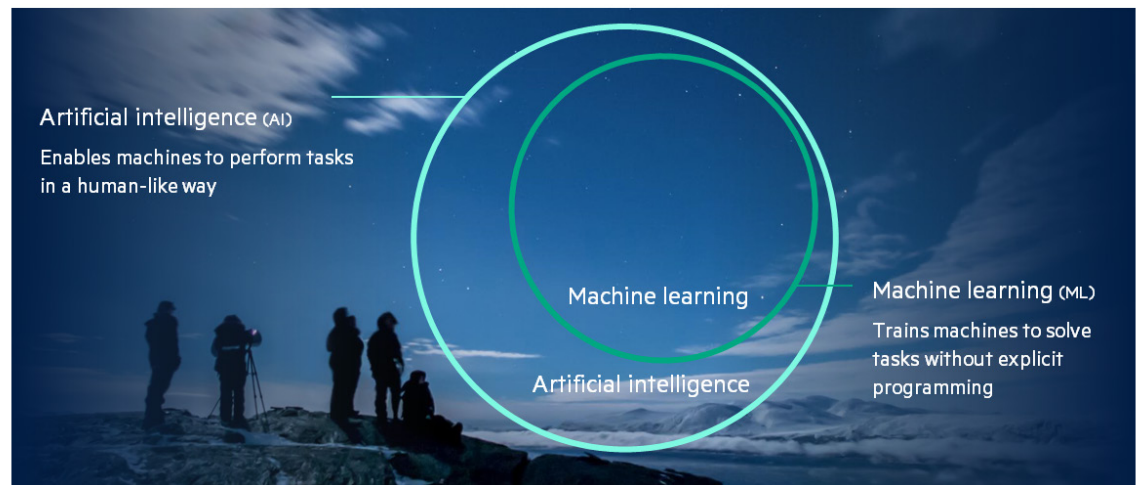 Artificial intelligence (AI)
Enables machines to perform tasks
in a human-like way
Machine learning
Artificial intelligence
Machine learning (ML)
Trains machines to solve
tasks without explicit
programming